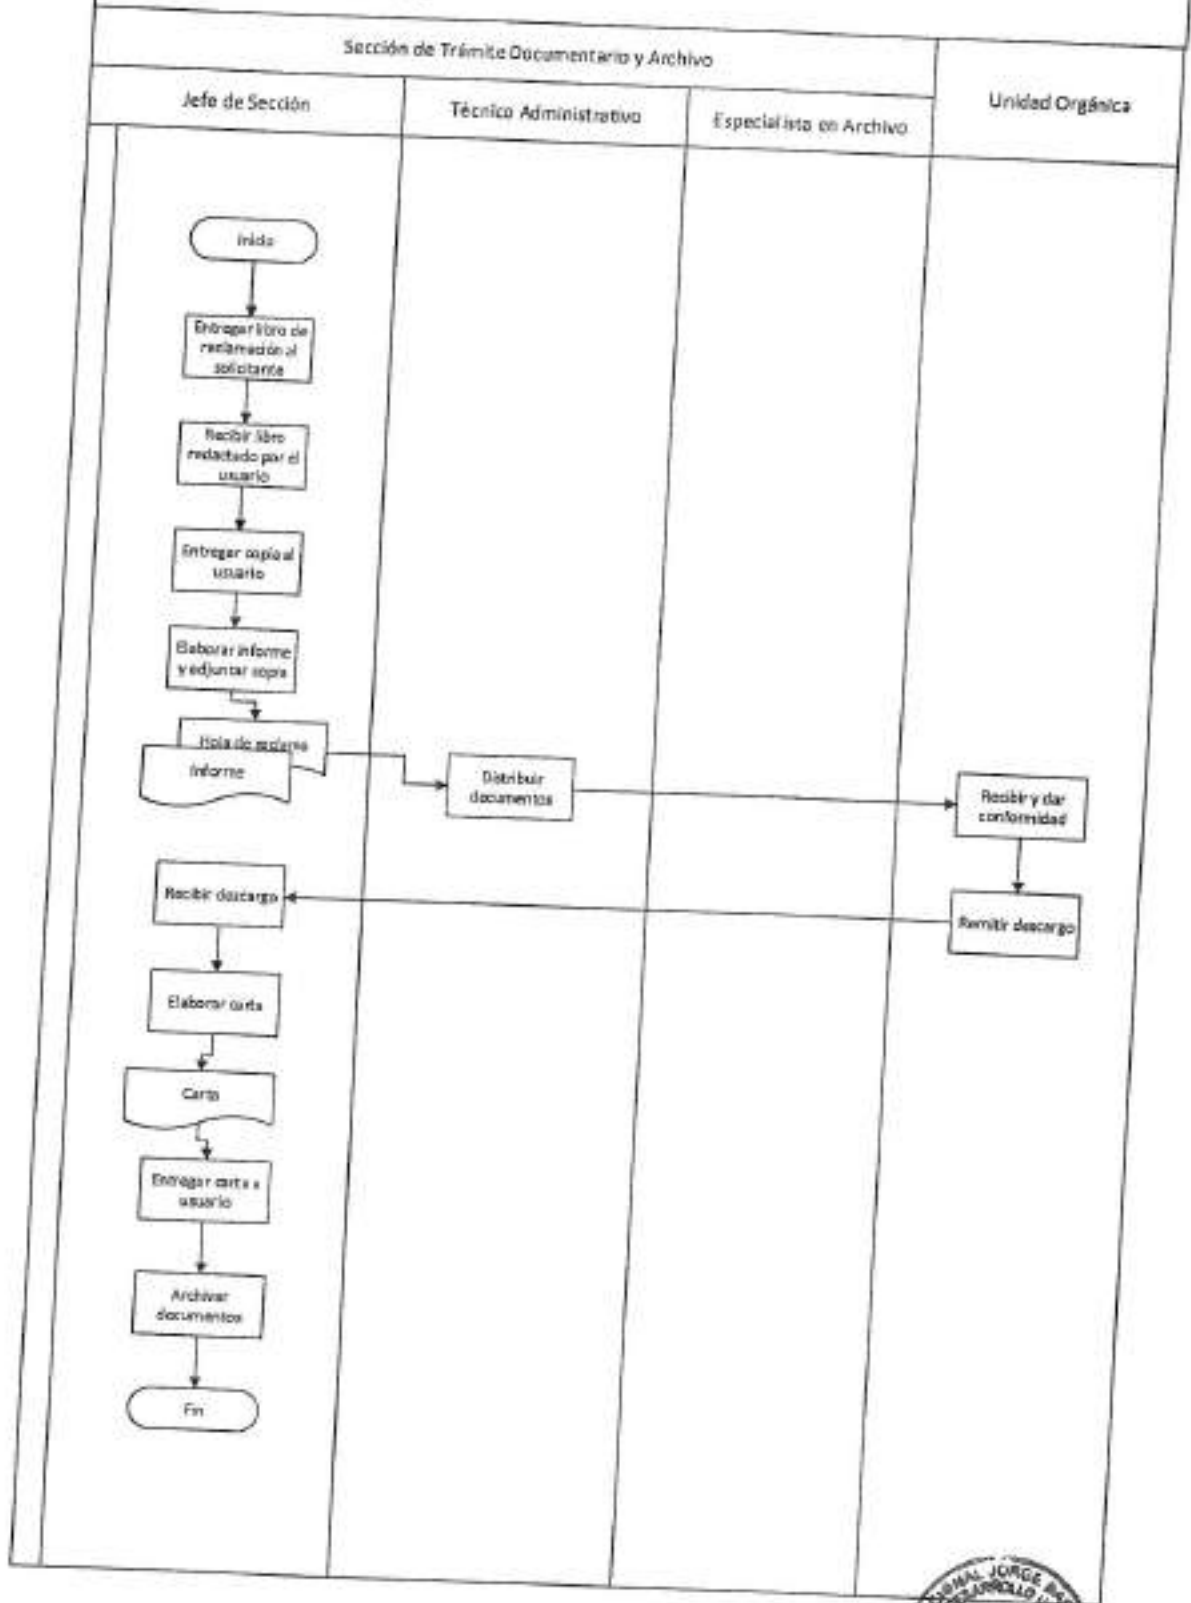 Sección de Trámite Documentario y Archivo
Unidad Orgánica
Jefe de Sección
Técnico Administrativo
Especialista en Archivo
Inicio
Entregar libro de
reclamación al
solicitante
Recibir libro
redactado por el
usuario
Entregar copia al
usuario
Elaborar informe
y adjuntar copia
Hoja de reclamo
Informe
Distribuir
documentos
Recibir y dar
conformidad
Recibir descargo
Remitir descargo
Elaborar carta
Carta
Entregar carta a
usuario
Archivar
documentos
Fin
JORGE